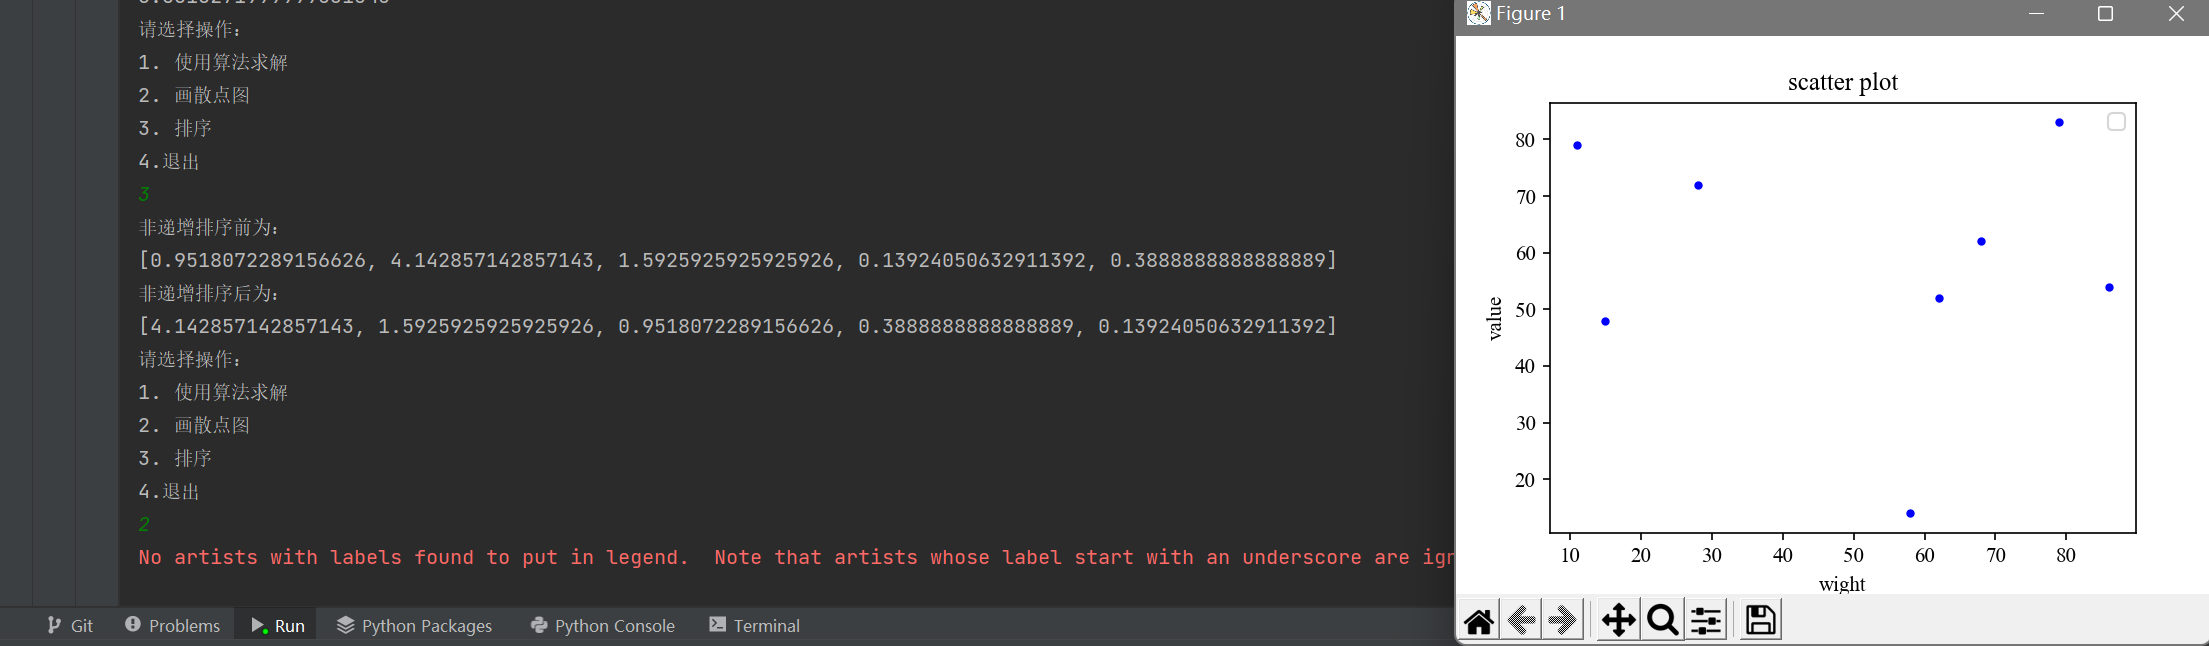 请选择操作：
1. 使用算法求解
2. 画散点图
3. 排序
4.退出
3
非递增排序前为：
[0.9518072289156626, 4.142857142857143, 1.5925925925925926, 0.13924050632911392, 0.3888888888888889]
非递增排序后为：
[4.142857142857143, 1.5925925925925926, 0.9518072289156626, 0.3888888888888889, 0.13924050632911392]
请选择操作：
1. 使用算法求解
2. 画散点图
3. 排序
4.退出
2
No artists with labels found to put in legend.  Note that artists whose label start with an underscore are igr
Git
Problems
Run
Python Packages
Python Console
Terminal
Figure 1
scatter plot
80
70
60
50
40
30
20
value
10 20 30 40 50 60 70 80
wight